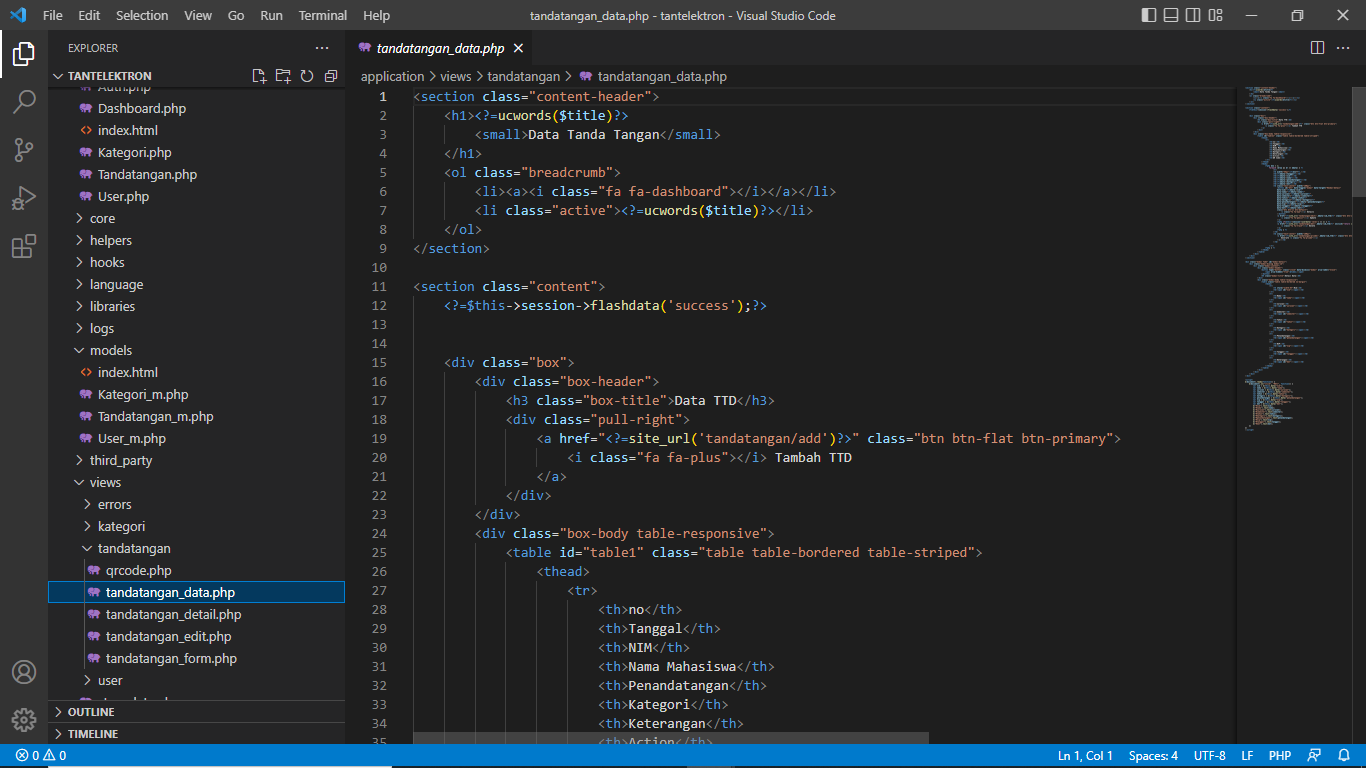 File Edit Selection View Go Run Terminal Help
tandatangan_data.php - tantelektron - Visual Studio Code
EXPLORER
TANTELEKTRON
Auth.php
Dashboard.php
index.html
Kategori.php
Tandatangan.php
User.php
core
helpers
hooks
language
libraries
logs
models
index.html
Kategori_m.php
Tandatangan_m.php
User_m.php
third_party
views
errors
kategori
tandatangan
qrcode.php
tandatangan_data.php
tandatangan_detail.php
tandatangan_edit.php
tandatangan_form.php
user
OUTLINE
TIMELINE
tandatangan_data.php
application > views > tandatangan > tandatangan_data.php
1 <section class="content-header">
2 <h1><?=ucwords($title)?>
3 <small>Data Tanda Tangan</small>
4 </h1>
5 <ol class="breadcrumb">
6 <li><a><i class="fa fa-dashboard"></i></a></li>
7 <li class="active"><?=ucwords($title)?></li>
8 </ol>
9 </section>
10
11 <section class="content">
12 <?=$this->session->flashdata('success');?>
13
14
15 <div class="box">
16 <div class="box-header">
17 <h3 class="box-title">Data TTD</h3>
18 <div class="pull-right">
19 <a href="<?=site_url('tandatangan/add')?>" class="btn btn-flat btn-primary">
20 <i class="fa fa-plus"></i> Tambah TTD
21 </a>
22 </div>
23 </div>
24 <div class="box-body table-responsive">
25 <table id="table1" class="table table-bordered table-striped">
26 <thead>
27 <tr>
28 <th>no</th>
29 <th>Tanggal</th>
30 <th>NIM</th>
31 <th>Nama Mahasiswa</th>
32 <th>Penandatangan</th>
33 <th>Kategori</th>
34 <th>Keterangan</th>
35 <th>Action</th>
0 0
Ln 1, Col 1 Spaces: 4 UTF-8 LF PHP